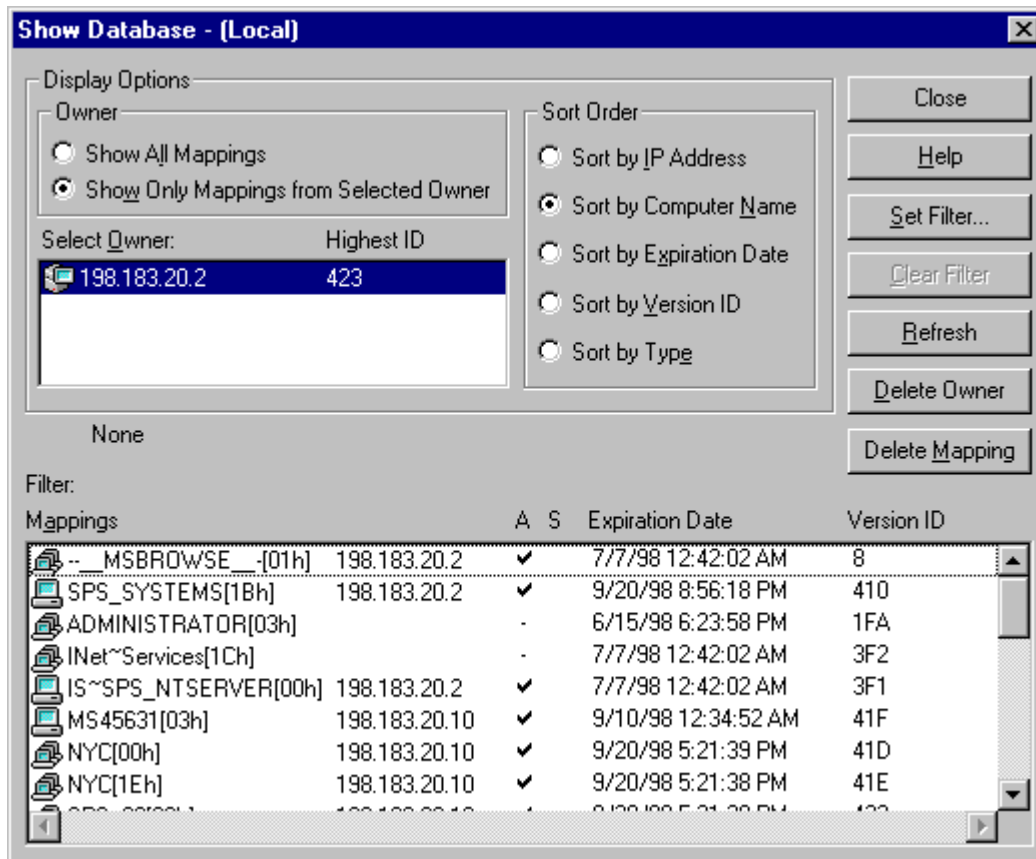 Show Database - (Local)
Display Options
Owner
Show All Mappings
Show Only Mappings from Selected Owner
Select Owner: Highest ID
198.183.20.2 423
Sort Order
Sort by IP Address
Sort by Computer Name
Sort by Expiration Date
Sort by Version ID
Sort by Type
Close
Help
Set Filter...
Clear Filter
Refresh
Delete Owner
Delete Mapping
None
Filter:
Mappings A S Expiration Date Version ID
--__MSBROWSE__-[01h] 198.183.20.2 ✔ 7/7/98 12:42:02 AM 8
SPS_SYSTEMS[1Bh] 198.183.20.2 ✔ 9/20/98 8:56:18 PM 410
ADMINISTRATOR[03h] - 6/15/98 6:23:58 PM 1FA
INet~Services[1Ch] - 7/7/98 12:42:02 AM 3F2
IS~SPS_NTSERVER[00h] 198.183.20.2 ✔ 7/7/98 12:42:02 AM 3F1
MS45631[03h] 198.183.20.10 ✔ 9/10/98 12:34:52 AM 41F
NYC[00h] 198.183.20.10 ✔ 9/20/98 5:21:39 PM 41D
NYC[1Eh] 198.183.20.10 ✔ 9/20/98 5:21:38 PM 41E